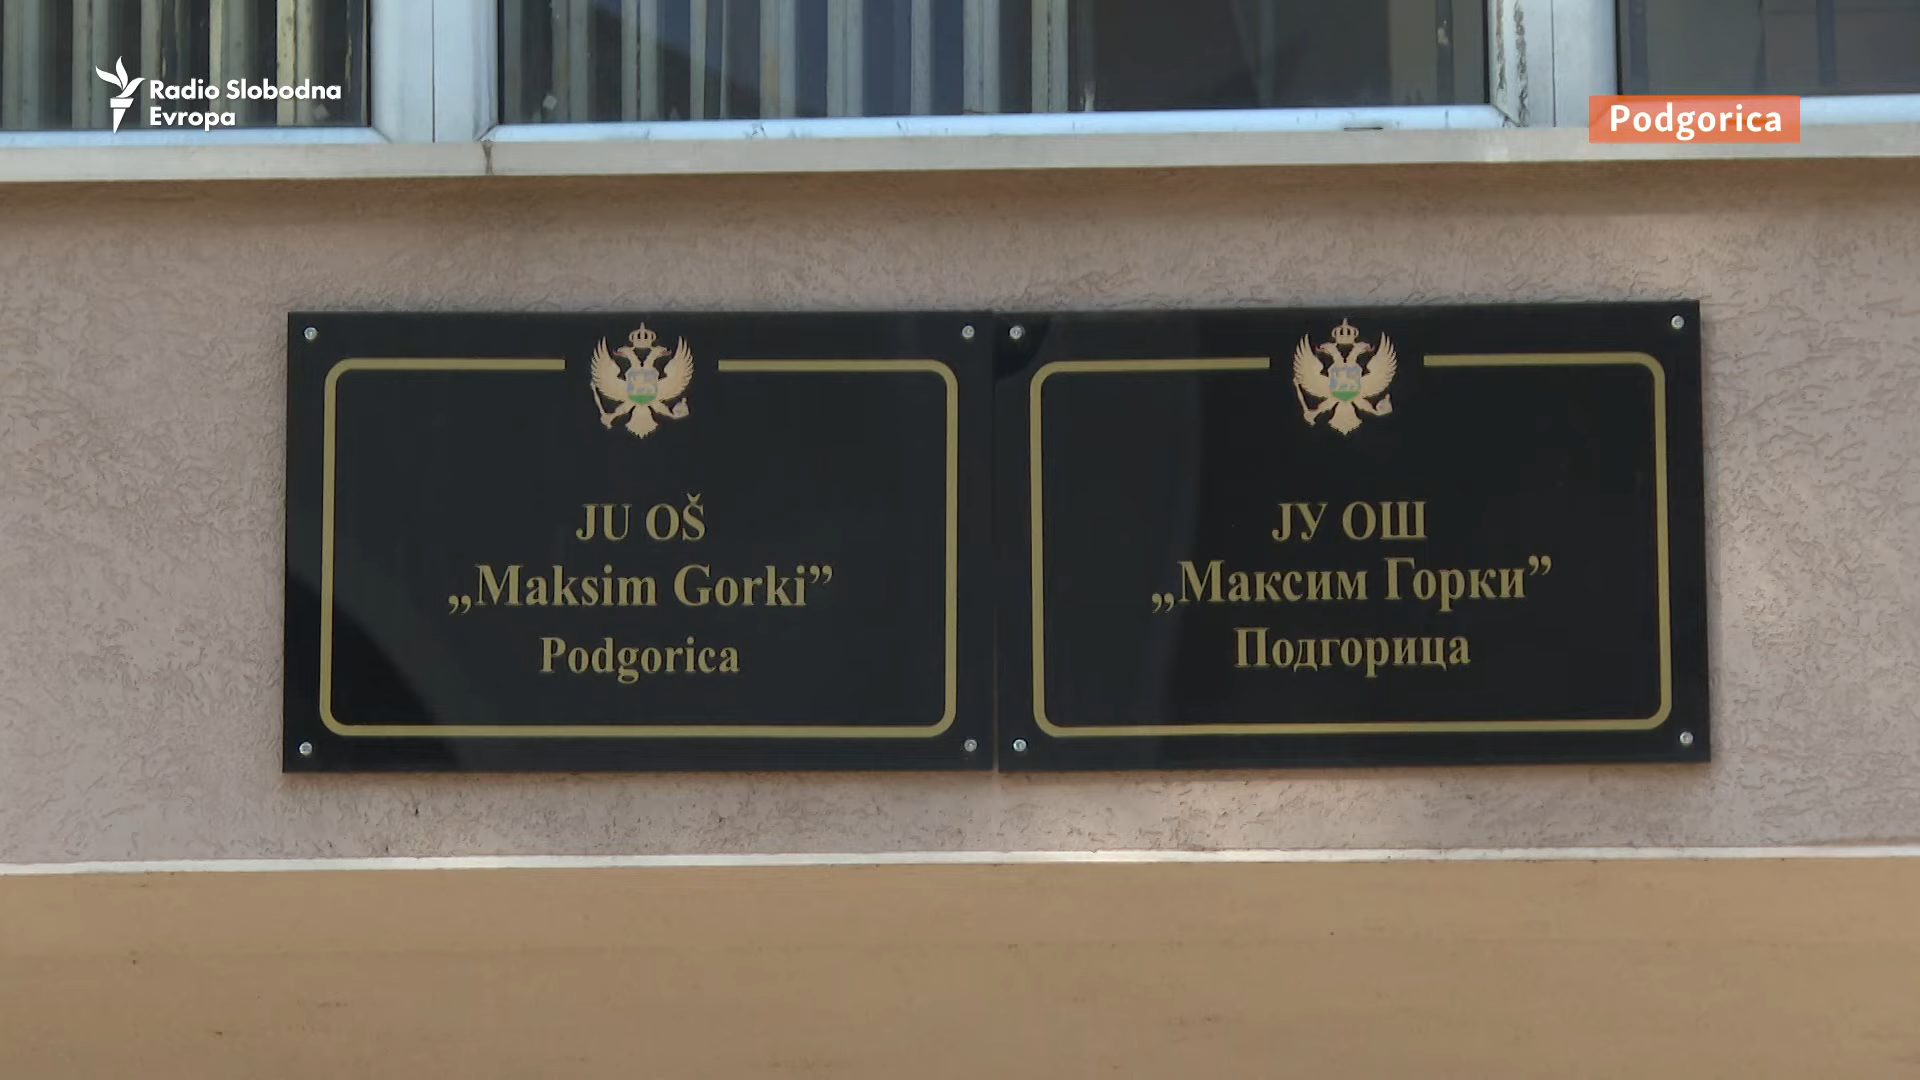 Radio Slobodna
Evropa
Podgorica
JU OŠ
„Maksim Gorki”
Podgorica
ЈУ ОШ
„Максим Горки”
Подгорица